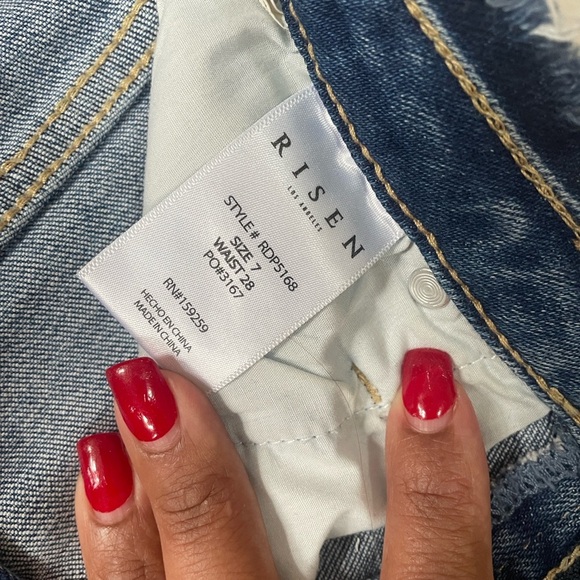 RISEN
LOS ANGELES
STYLE # RDP5168
SIZE 7
WAIST 28
PO#3167
RN#159259
HECHO EN CHINA
MADE IN CHINA